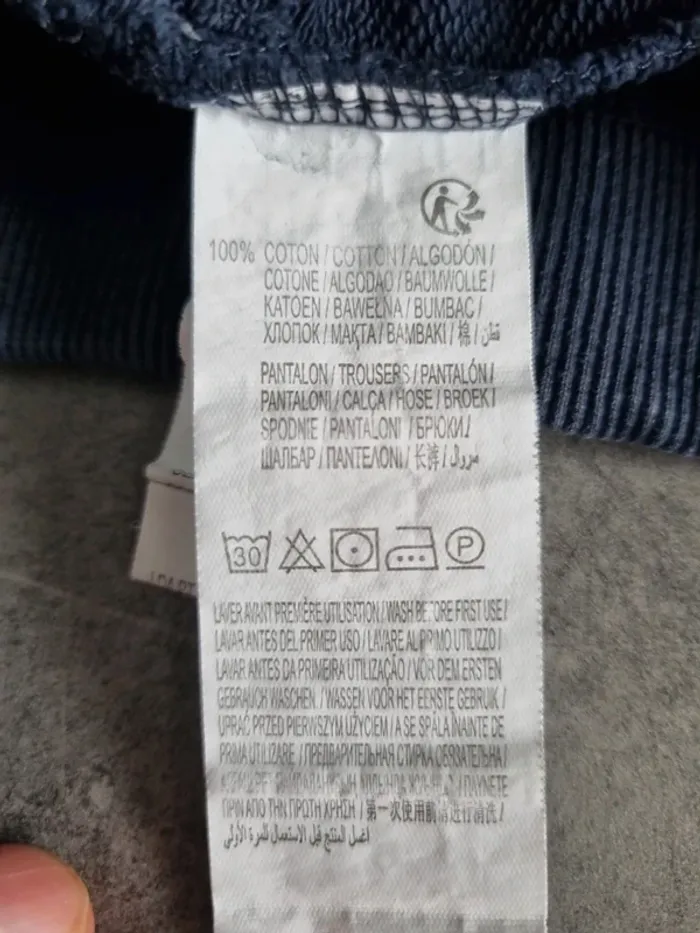 100% COTON / COTTON / ALGODÓN /
COTONE / ALGODAO / BAUMWOLLE /
KATOEN / BAWEŁNA / BUMBAC /
ХЛОПОК / МАҚТА / BAMBAKI / 棉 / قطن
PANTALON / TROUSERS / PANTALÓN /
PANTALONI / CALÇA / HOSE / BROEK /
SPODNIE / PANTALONI / БРЮКИ /
ШАЛБАР / ΠΑΝΤΕΛΟΝΙ / 长裤 / سروال
30
P
LAVER AVANT PREMIÈRE UTILISATION / WASH BEFORE FIRST USE /
LAVAR ANTES DEL PRIMER USO / LAVARE AL PRIMO UTILIZZO /
LAVAR ANTES DA PRIMEIRA UTILIZAÇÃO / VOR DEM ERSTEN
GEBRAUCH WASCHEN. / WASSEN VOOR HET EERSTE GEBRUIK /
UPRAĆ PRZED PIERWSZYM UŻYCIEM / A SE SPĂLA ÎNAINTE DE
PRIMA UTILIZARE / ПРЕДВАРИТЕЛЬНАЯ СТИРКА ОБЯЗАТЕЛЬНА /
ΠΛΥΝΕΤΕ
ΠΡΙΝ ΑΠΟ ΤΗΝ ΠΡΩΤΗ ΧΡΗΣΗ / 第一次使用前请进行清洗 /
اغسل المنتج قبل الاستعمال للمرة الأولى